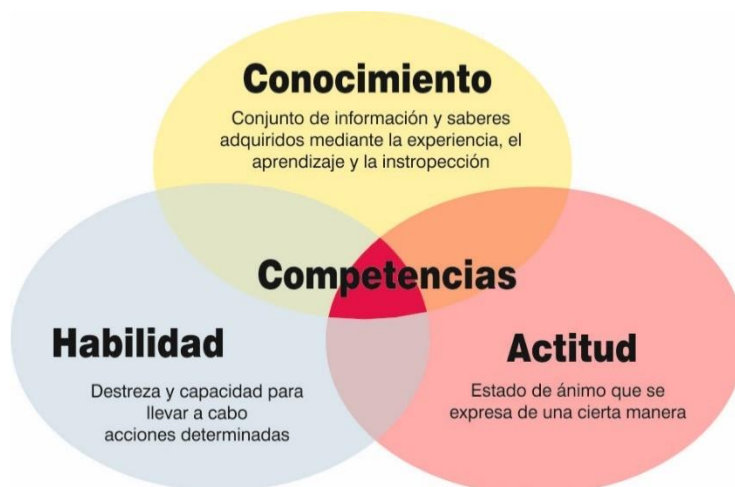 Conocimiento
Conjunto de información y saberes
adquiridos mediante la experiencia, el
aprendizaje y la instropección
Competencias
Habilidad
Destreza y capacidad para
llevar a cabo
acciones determinadas
Actitud
Estado de ánimo que se
expresa de una cierta manera